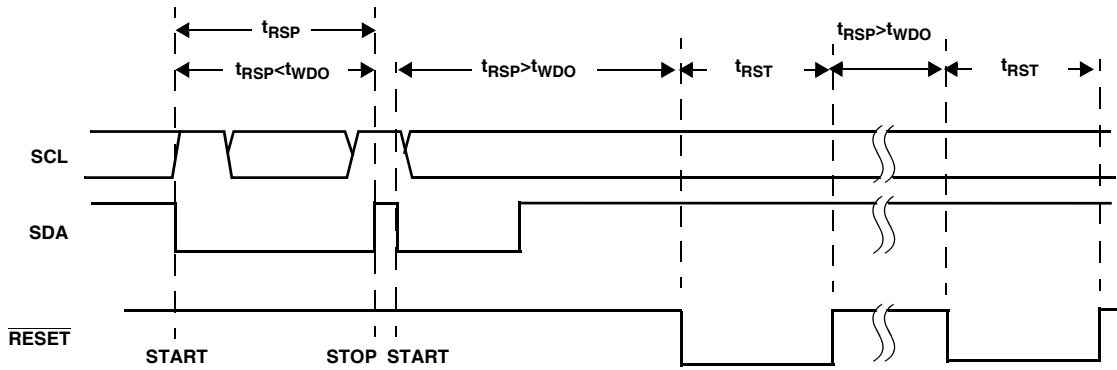 tRSP
tRSP<tWDO
tRSP>tWDO
tRST
tRSP>tWDO
tRST
SCL
SDA
RESET
START
STOP
START